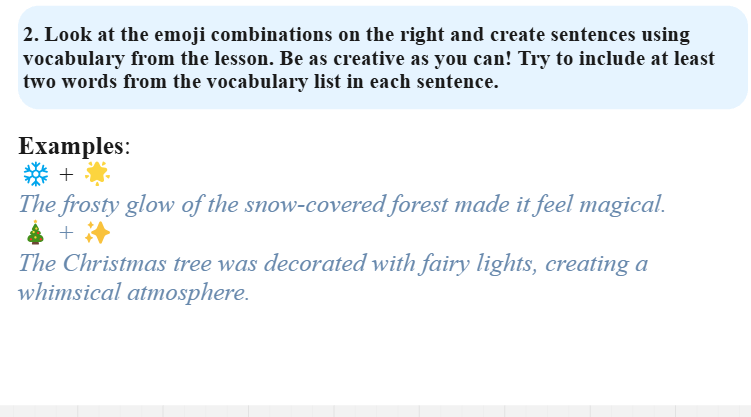 2. Look at the emoji combinations on the right and create sentences using
vocabulary from the lesson. Be as creative as you can! Try to include at least
two words from the vocabulary list in each sentence.
Examples:
❄️ + 🌟
The frosty glow of the snow-covered forest made it feel magical.
🎄 + ✨
The Christmas tree was decorated with fairy lights, creating a
whimsical atmosphere.